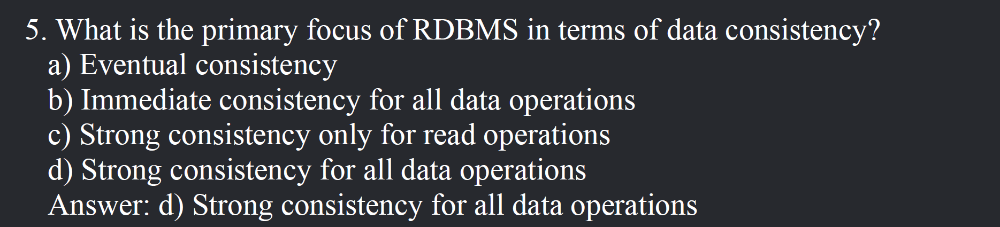 5. What is the primary focus of RDBMS in terms of data consistency?
a) Eventual consistency
b) Immediate consistency for all data operations
c) Strong consistency only for read operations
d) Strong consistency for all data operations
Answer: d) Strong consistency for all data operations